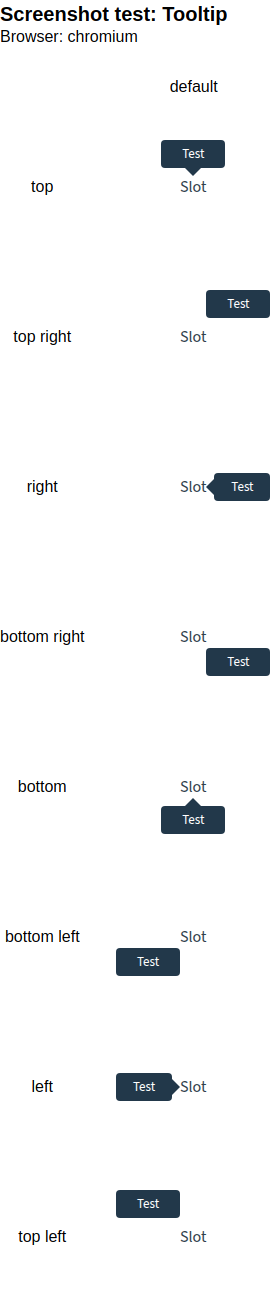 Screenshot test: Tooltip
Browser: chromium
default
Test
top Slot
Test
top right Slot
right Slot Test
bottom right Slot
Test
bottom Slot
Test
bottom left Slot
Test
left Test Slot
Test
top left Slot